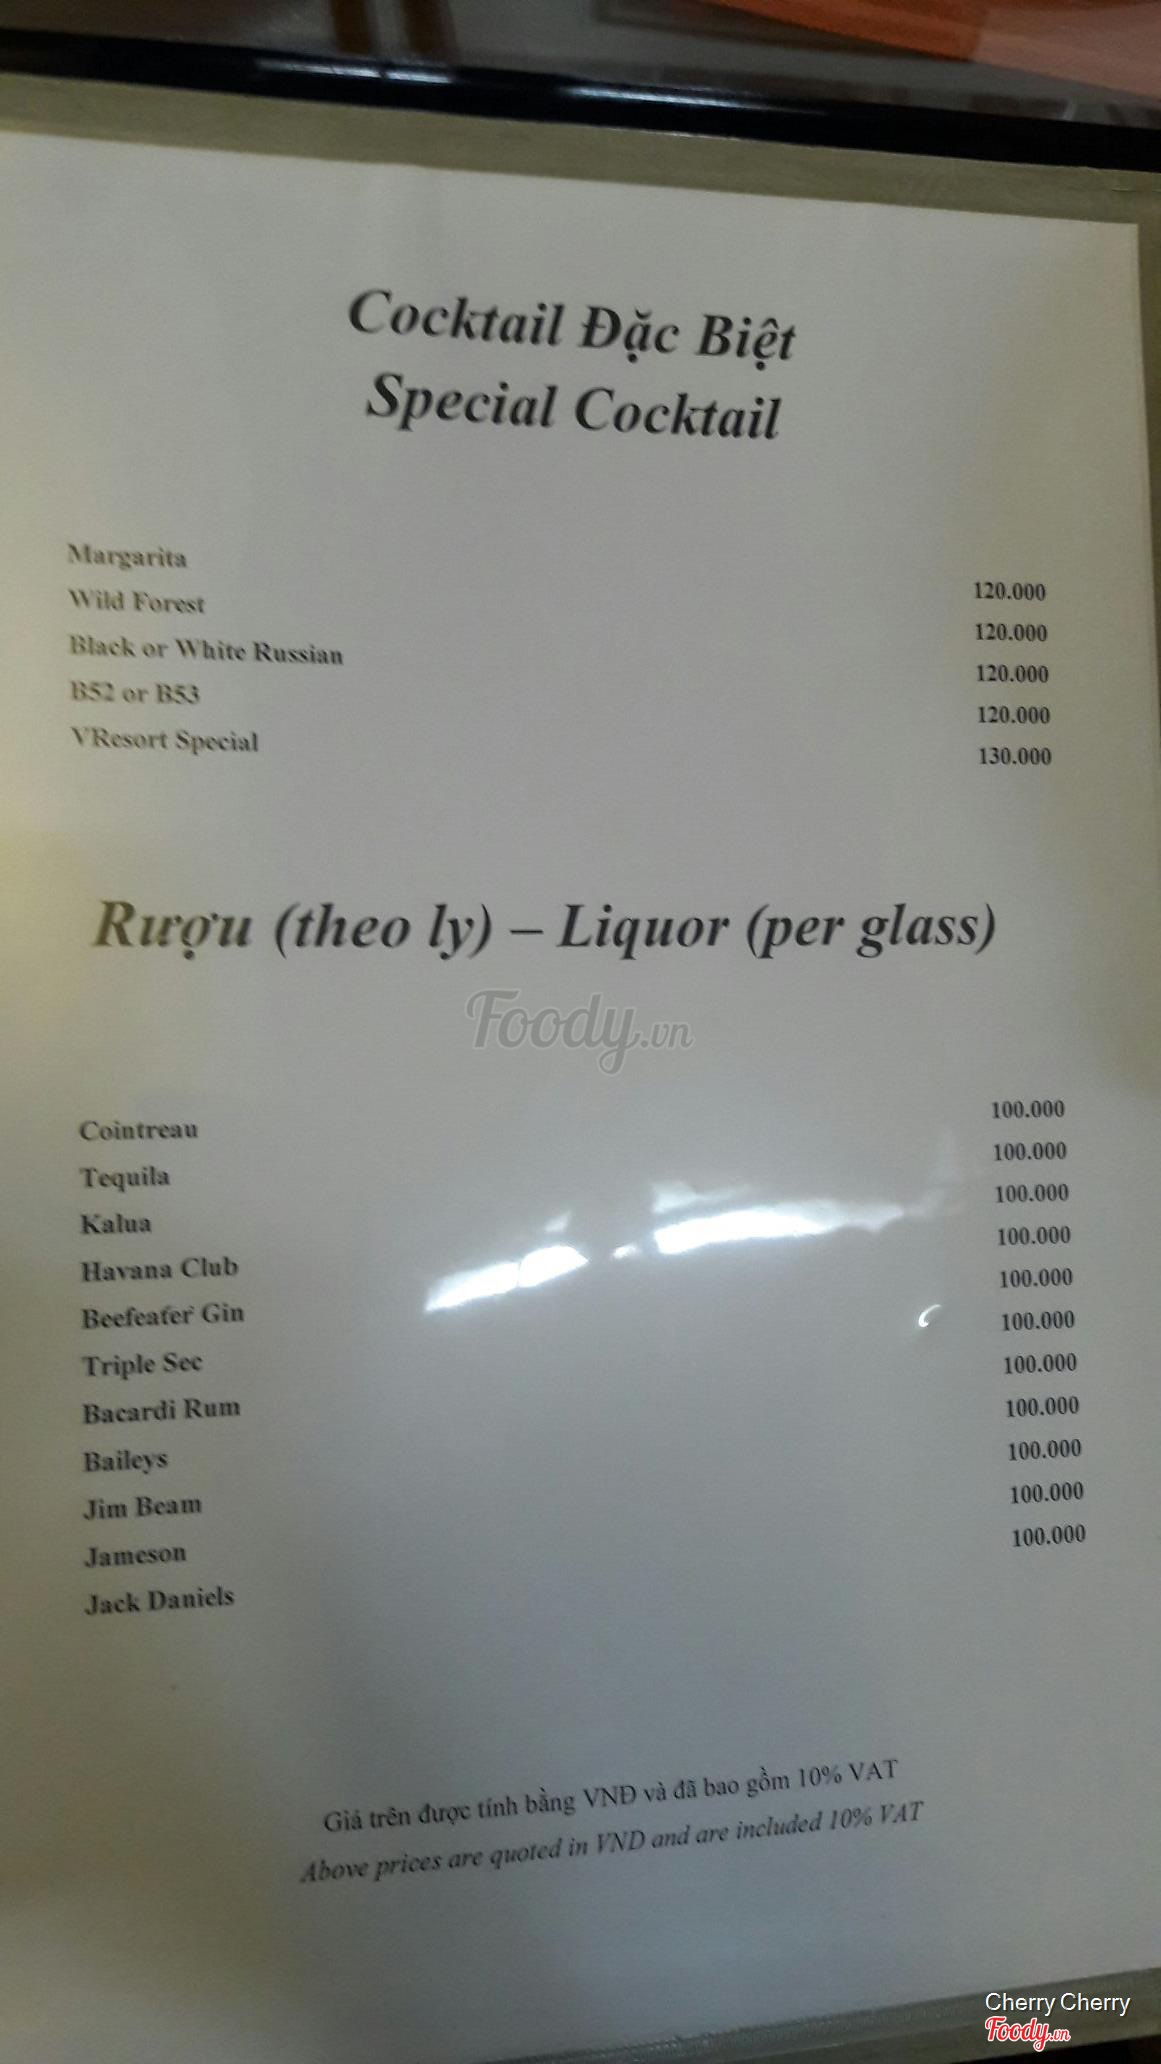 Cocktail Đặc Biệt
Special Cocktail
Margarita 120.000
Wild Forest 120.000
Black or White Russian 120.000
B52 or B53 120.000
VResort Special 130.000
Rượu (theo ly) – Liquor (per glass)
Foody.vn
Cointreau 100.000
Tequila 100.000
Kalua 100.000
Havana Club 100.000
Beefeater Gin 100.000
Triple Sec 100.000
Bacardi Rum 100.000
Baileys 100.000
Jim Beam 100.000
Jameson 100.000
Jack Daniels 100.000
Giá trên được tính bằng VNĐ và đã bao gồm 10% VAT
Above prices are quoted in VND and are included 10% VAT
Cherry Cherry
Foody.vn